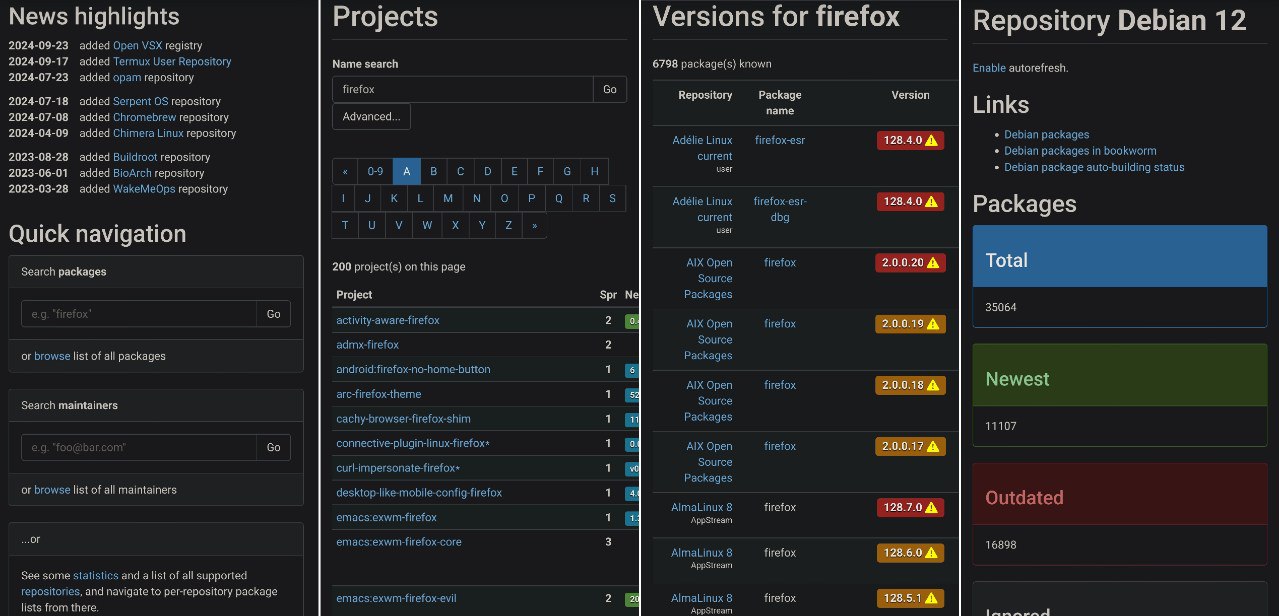 News highlights
2024-09-23 added Open VSX registry
2024-09-17 added Termux User Repository
2024-07-23 added opam repository
2024-07-18 added Serpent OS repository
2024-07-08 added Chromebrew repository
2024-04-09 added Chimera Linux repository
2023-08-28 added Buildroot repository
2023-06-01 added BioArch repository
2023-03-28 added WakeMeOps repository
Quick navigation
Search packages
e.g. "firefox" Go
or browse list of all packages
Search maintainers
e.g. "foo@bar.com" Go
or browse list of all maintainers
...or
See some statistics and a list of all supported
repositories, and navigate to per-repository package
lists from there.
Projects
Name search
firefox Go
Advanced...
« 0-9 A B C D E F G H
I J K L M N O P Q R S
T U V W X Y Z »
200 project(s) on this page
Project Spr Ne
activity-aware-firefox 2 0.4
admx-firefox 2
android:firefox-no-home-button 1 6
arc-firefox-theme 1 52
cachy-browser-firefox-shim 1 11
connective-plugin-linux-firefox* 1 0.0
curl-impersonate-firefox* 1 v0
desktop-like-mobile-config-firefox 1 4.0
emacs:exwm-firefox 1 1.3
emacs:exwm-firefox-core 3
emacs:exwm-firefox-evil 2 20
Versions for firefox
6798 package(s) known
Repository Package name Version
Adélie Linux current user firefox-esr 128.4.0
Adélie Linux current user firefox-esr-dbg 128.4.0
AIX Open Source Packages firefox 2.0.0.20
AIX Open Source Packages firefox 2.0.0.19
AIX Open Source Packages firefox 2.0.0.18
AIX Open Source Packages firefox 2.0.0.17
AlmaLinux 8 AppStream firefox 128.7.0
AlmaLinux 8 AppStream firefox 128.6.0
AlmaLinux 8 AppStream firefox 128.5.1
Repository Debian 12
Enable autorefresh.
Links
Debian packages
Debian packages in bookworm
Debian package auto-building status
Packages
Total
35064
Newest
11107
Outdated
16898
Ignored